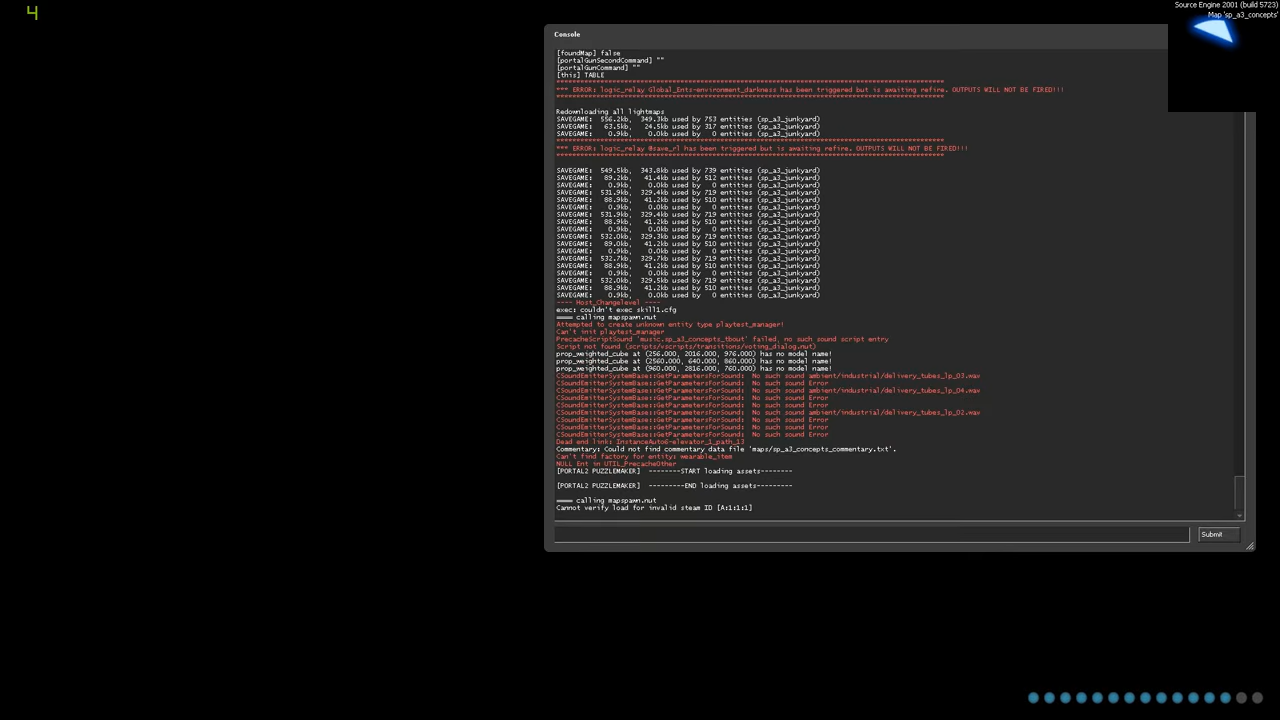 4
Source Engine 2001 (build 5723)
Map 'sp_a3_concepts'
Console
[foundMap] false
[portalGunSecondCommand] ""
[portalGunCommand] ""
[this] TABLE
*** ERROR: logic_relay Global_Ents-environment_darkness has been triggered but is awaiting refire. OUTPUTS WILL NOT BE FIRED!!!
Redownloading all lightmaps
SAVEGAME: 556.2kb, 349.3kb used by 753 entities (sp_a3_junkyard)
SAVEGAME: 63.5kb, 24.5kb used by 317 entities (sp_a3_junkyard)
SAVEGAME: 0.9kb, 0.0kb used by 0 entities (sp_a3_junkyard)
*** ERROR: logic_relay @save_rl has been triggered but is awaiting refire. OUTPUTS WILL NOT BE FIRED!!!
SAVEGAME: 549.5kb, 343.8kb used by 739 entities (sp_a3_junkyard)
SAVEGAME: 89.2kb, 41.4kb used by 512 entities (sp_a3_junkyard)
SAVEGAME: 0.9kb, 0.0kb used by 0 entities (sp_a3_junkyard)
SAVEGAME: 531.9kb, 329.4kb used by 719 entities (sp_a3_junkyard)
SAVEGAME: 88.9kb, 41.2kb used by 510 entities (sp_a3_junkyard)
SAVEGAME: 0.9kb, 0.0kb used by 0 entities (sp_a3_junkyard)
SAVEGAME: 531.9kb, 329.4kb used by 719 entities (sp_a3_junkyard)
SAVEGAME: 88.9kb, 41.2kb used by 510 entities (sp_a3_junkyard)
SAVEGAME: 0.9kb, 0.0kb used by 0 entities (sp_a3_junkyard)
SAVEGAME: 532.0kb, 329.3kb used by 719 entities (sp_a3_junkyard)
SAVEGAME: 89.0kb, 41.2kb used by 510 entities (sp_a3_junkyard)
SAVEGAME: 0.9kb, 0.0kb used by 0 entities (sp_a3_junkyard)
SAVEGAME: 532.7kb, 329.7kb used by 719 entities (sp_a3_junkyard)
SAVEGAME: 88.9kb, 41.2kb used by 510 entities (sp_a3_junkyard)
SAVEGAME: 0.9kb, 0.0kb used by 0 entities (sp_a3_junkyard)
SAVEGAME: 532.0kb, 329.5kb used by 719 entities (sp_a3_junkyard)
SAVEGAME: 88.9kb, 41.2kb used by 510 entities (sp_a3_junkyard)
SAVEGAME: 0.9kb, 0.0kb used by 0 entities (sp_a3_junkyard)
---- Host_Changelevel ----
exec: couldn't exec skill1.cfg
==== calling mapspawn.nut
Attempted to create unknown entity type playtest_manager!
Can't init playtest_manager
PrecacheScriptSound 'music.sp_a3_concepts_tbout' failed, no such sound script entry
Script not found (scripts/vscripts/transitions/voting_dialog.nut)
prop_weighted_cube at (256.000, 2016.000, 976.000) has no model name!
prop_weighted_cube at (2560.000, 640.000, 860.000) has no model name!
prop_weighted_cube at (960.000, 2816.000, 760.000) has no model name!
CSoundEmitterSystemBase::GetParametersForSound: No such sound ambient/industrial/delivery_tubes_lp_03.wav
CSoundEmitterSystemBase::GetParametersForSound: No such sound Error
CSoundEmitterSystemBase::GetParametersForSound: No such sound ambient/industrial/delivery_tubes_lp_04.wav
CSoundEmitterSystemBase::GetParametersForSound: No such sound Error
CSoundEmitterSystemBase::GetParametersForSound: No such sound Error
CSoundEmitterSystemBase::GetParametersForSound: No such sound ambient/industrial/delivery_tubes_lp_02.wav
CSoundEmitterSystemBase::GetParametersForSound: No such sound Error
CSoundEmitterSystemBase::GetParametersForSound: No such sound Error
CSoundEmitterSystemBase::GetParametersForSound: No such sound Error
Dead end link: InstanceAuto6-elevator_1_path_13
Commentary: Could not find commentary data file 'maps/sp_a3_concepts_commentary.txt'.
Can't find factory for entity: wearable_item
NULL Ent in UTIL_PrecacheOther
[PORTAL2 PUZZLEMAKER] --------START loading assets--------
[PORTAL2 PUZZLEMAKER] ---------END loading assets---------
==== calling mapspawn.nut
Cannot verify load for invalid steam ID [A:1:1:1]
Submit